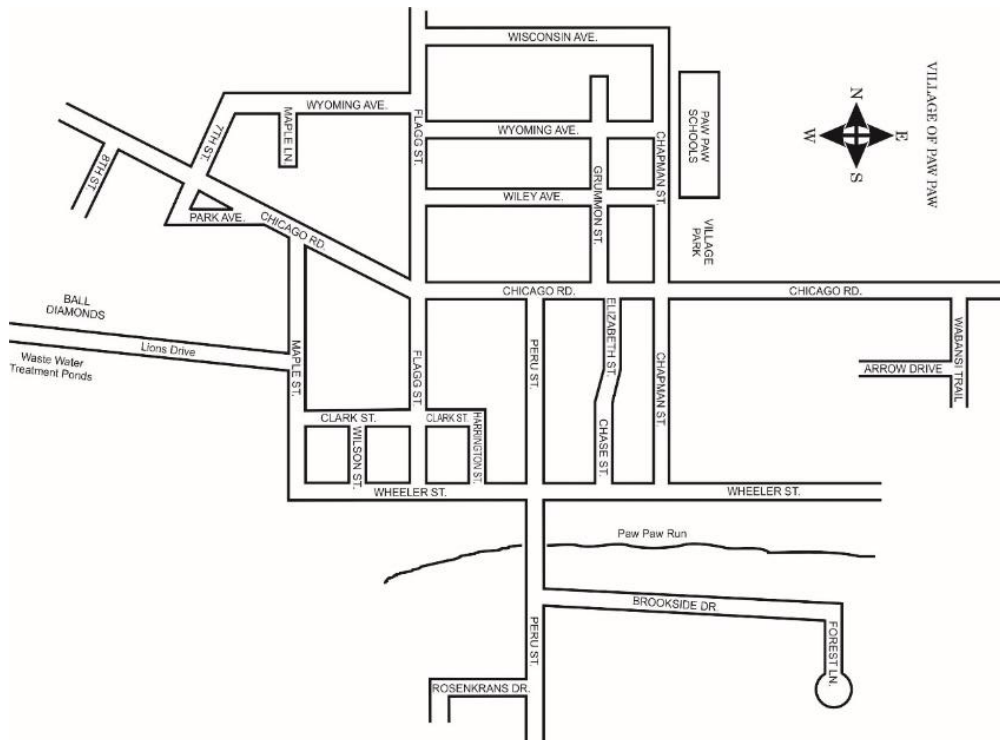 WISCONSIN AVE.
VILLAGE OF PAW PAW
N
E
S
W
WYOMING AVE.
MAPLE LN.
7TH ST.
8TH ST.
FLAGG ST.
WYOMING AVE.
CHAPMAN ST.
PAW PAW
SCHOOLS
GRUMMON ST.
WILEY AVE.
PARK AVE.
CHICAGO RD.
VILLAGE
PARK
CHICAGO RD.
CHICAGO RD.
BALL
DIAMONDS
Lions Drive
Waste Water
Treatment Ponds
MAPLE ST.
FLAGG ST.
PERU ST.
ELIZABETH ST.
CHAPMAN ST.
WABANSI TRAIL
ARROW DRIVE
CLARK ST.
CLARK ST.
WILSON ST.
HARRINGTON ST.
CHASE ST.
WHEELER ST.
WHEELER ST.
Paw Paw Run
BROOKSIDE DR.
PERU ST.
FOREST LN.
ROSENKRANS DR.